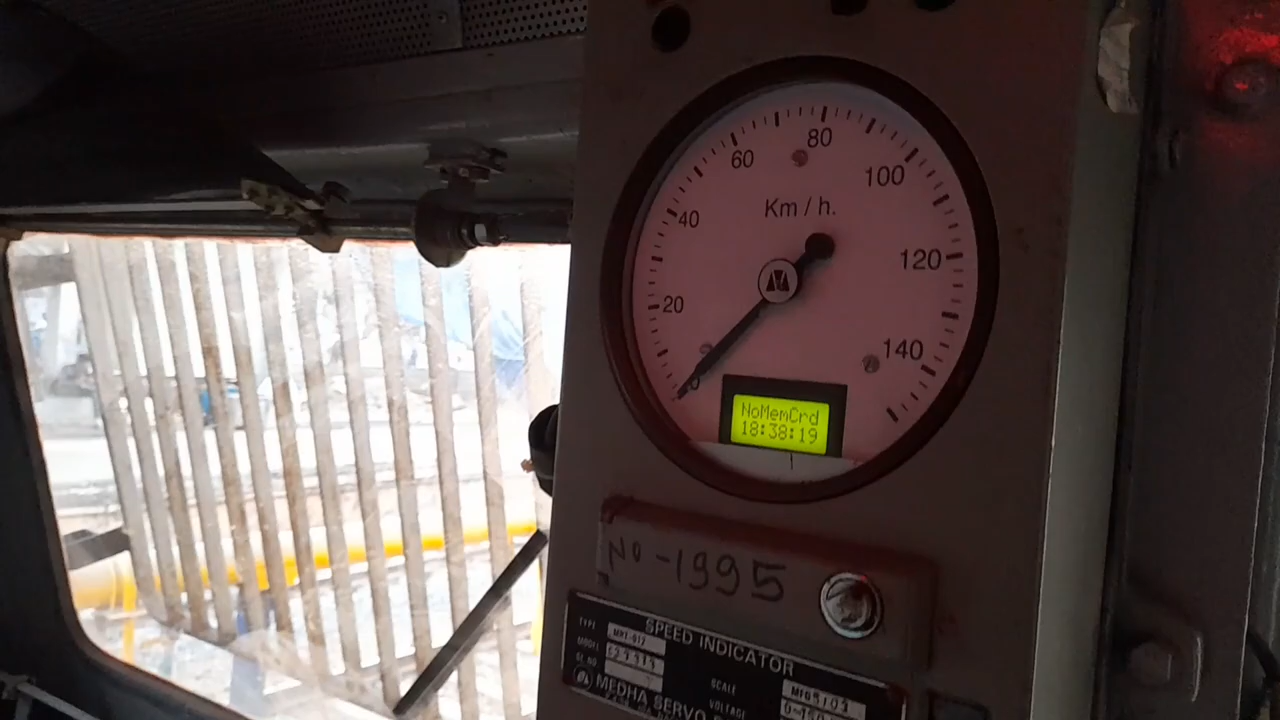 80
60
100
Km / h.
40
120
20
140
0
NoMemCrd
18:38:19
No-1995
SPEED INDICATOR
TYPE
MODEL
SL.NO
SCALE
VOLTAGE
MEDHA SERVO